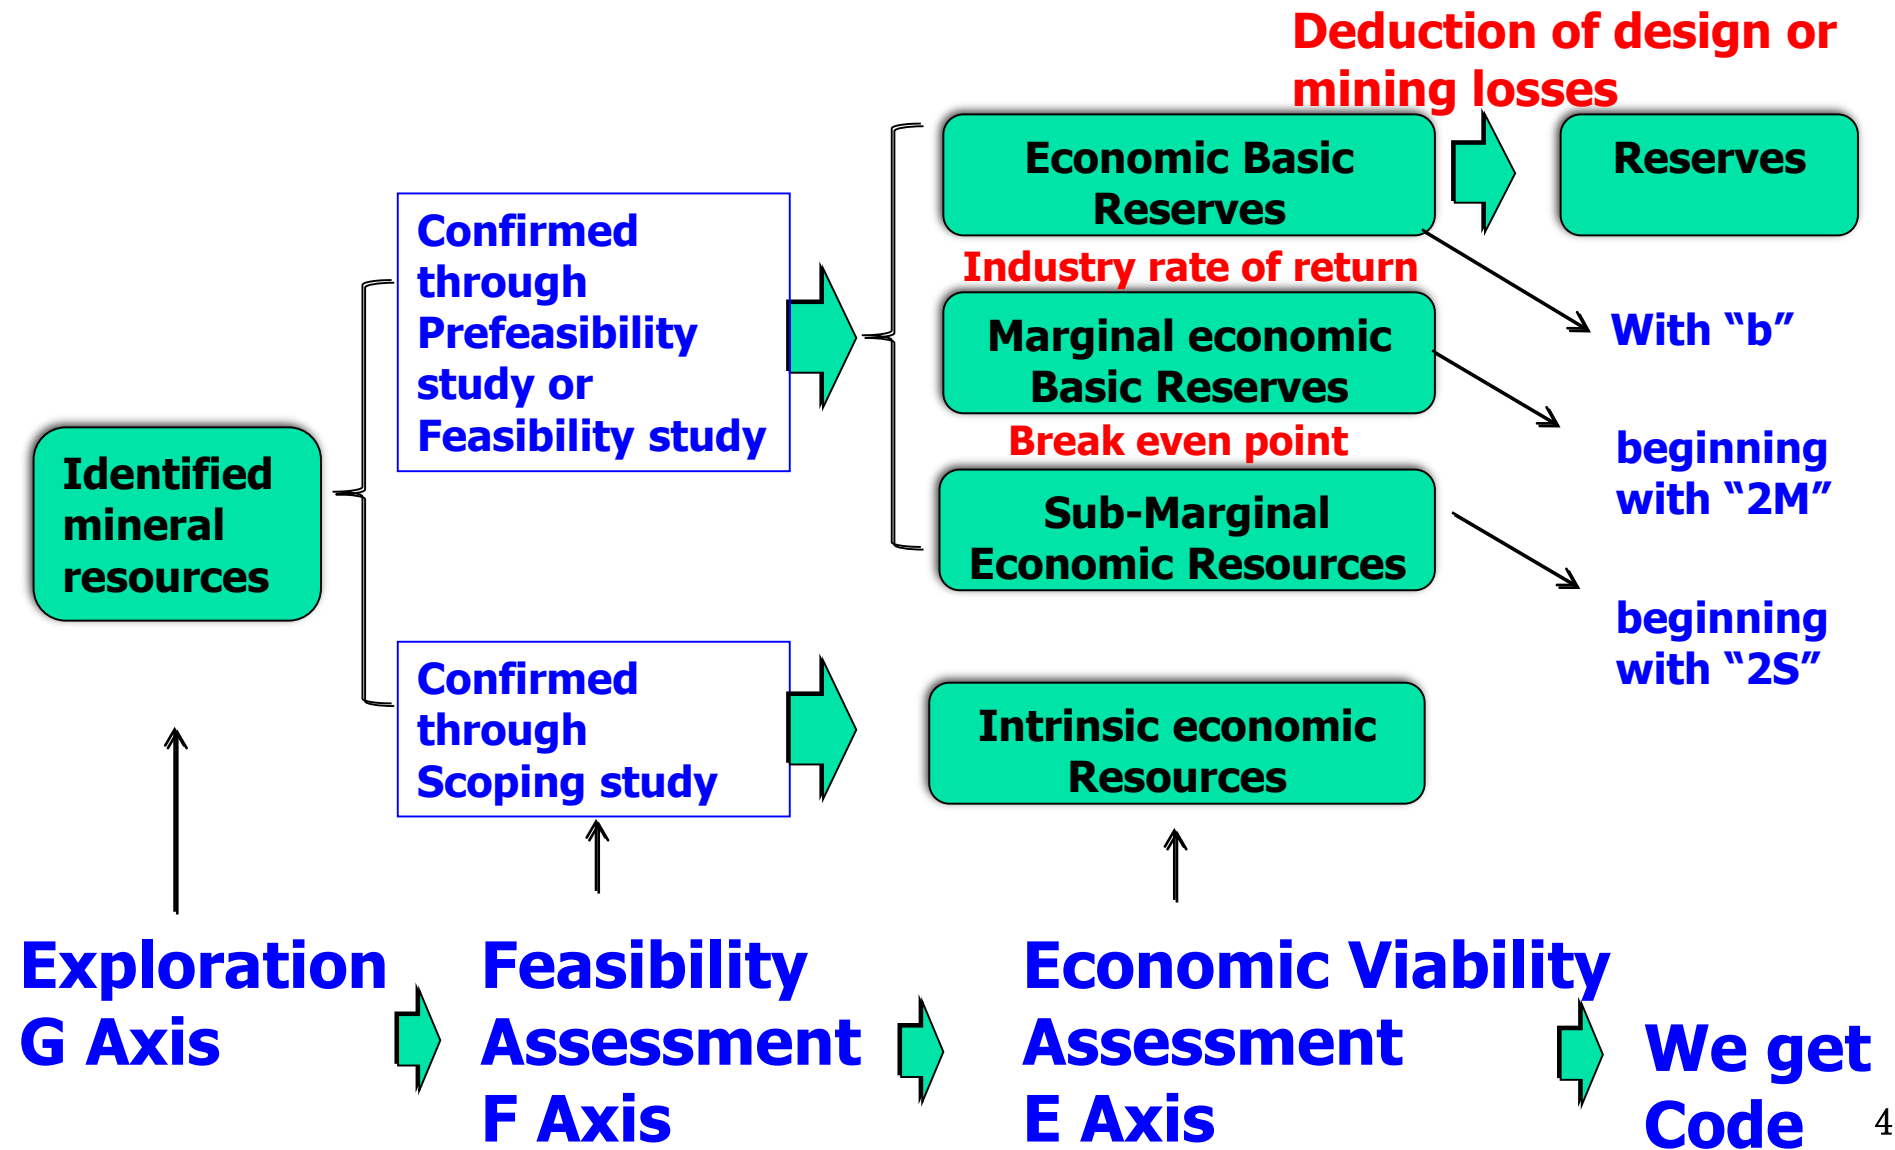 Deduction of design or
mining losses
Economic Basic
Reserves
Reserves
Confirmed
through
Prefeasibility
study or
Feasibility study
Industry rate of return
Marginal economic
Basic Reserves
With “b”
Break even point
beginning
with “2M”
Identified
mineral
resources
Sub-Marginal
Economic Resources
beginning
with “2S”
Confirmed
through
Scoping study
Intrinsic economic
Resources
Exploration
G Axis
Feasibility
Assessment
F Axis
Economic Viability
Assessment
E Axis
We get
Code
4